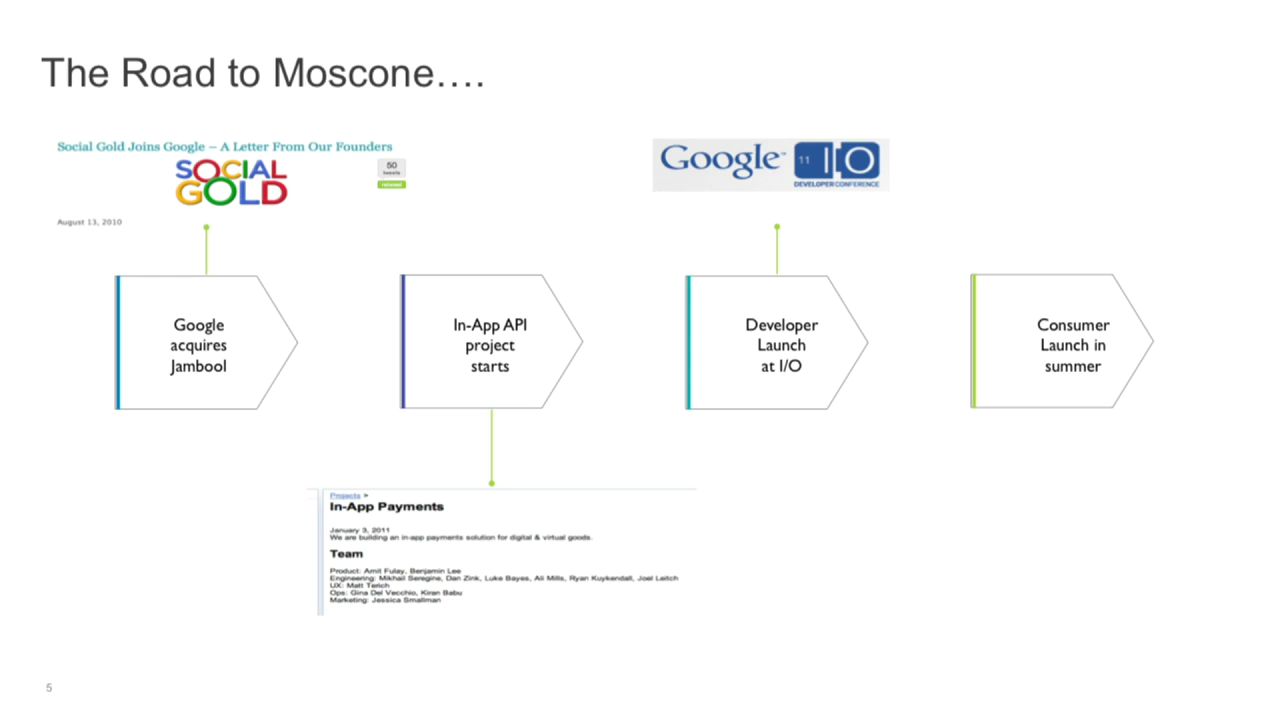 The Road to Moscone….
Social Gold Joins Google – A Letter From Our Founders
SOCIAL
GOLD
50
tweets
retweet
August 13, 2010
Google™ 11 IO
DEVELOPER CONFERENCE
Google
acquires
Jambool
In-App API
project
starts
Developer
Launch
at I/O
Consumer
Launch in
summer
Projects >
In-App Payments
January 3, 2011
We are building an in-app payments solution for digital & virtual goods.
Team
Product: Amit Fulay, Benjamin Lee
Engineering: Mikhail Seregine, Dan Zink, Luke Bayes, Ali Mills, Ryan Kuykendall, Joel Leitch
UX: Matt Terich
Ops: Gina Del Vecchio, Kiran Babu
Marketing: Jessica Smallman
5